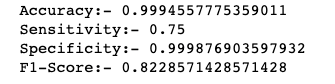 Accuracy:- 0.9994557775359011
Sensitivity:- 0.75
Specificity:- 0.999876903597932
F1-Score:- 0.8228571428571428